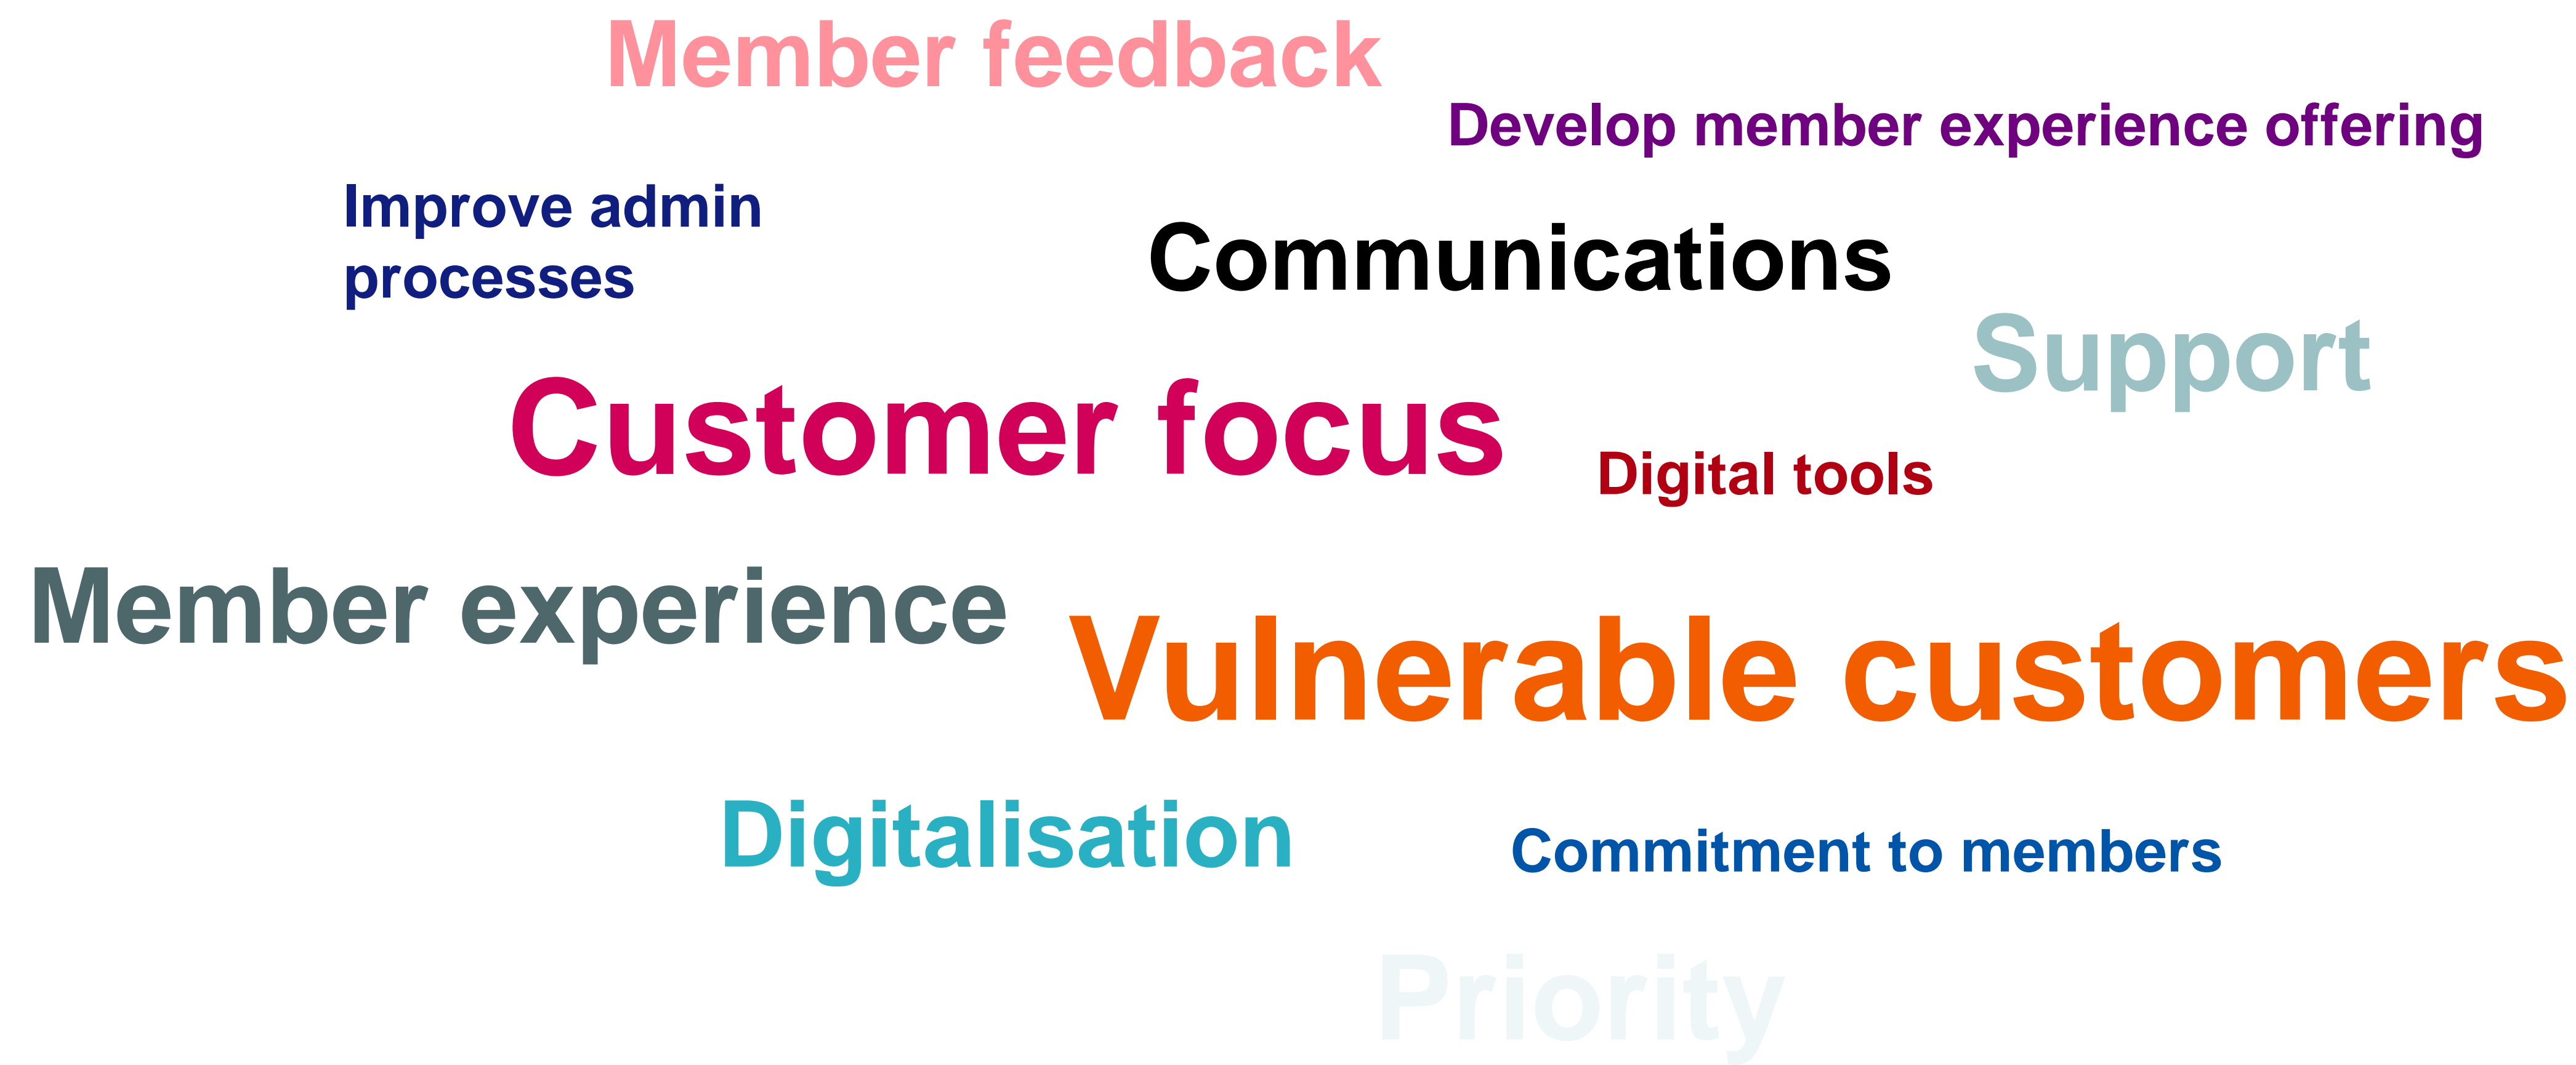 Member feedback
Develop member experience offering
Improve admin
processes
Communications
Support
Customer focus
Digital tools
Member experience
Vulnerable customers
Digitalisation
Commitment to members
Priority